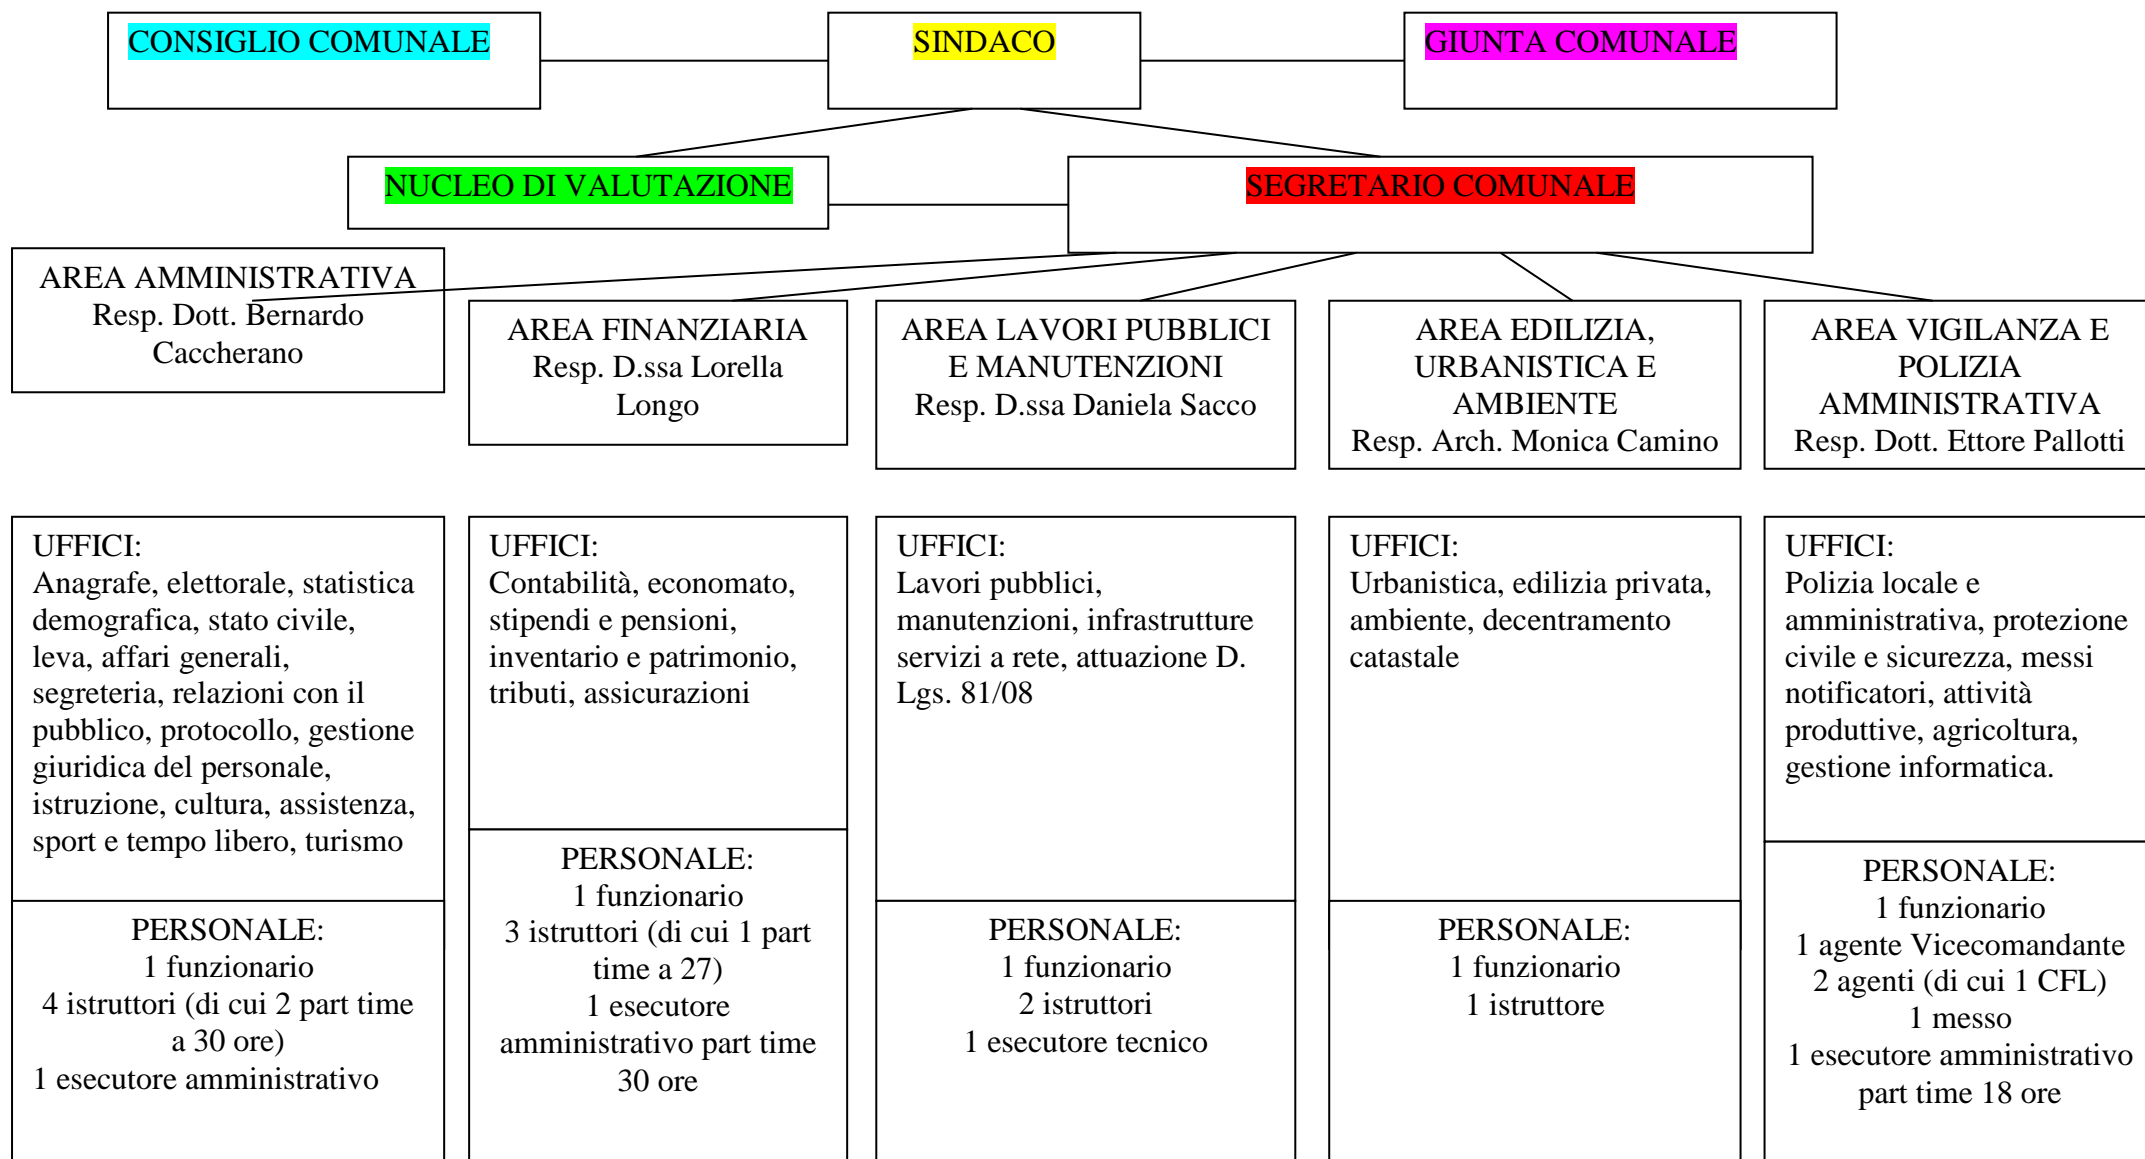 CONSIGLIO COMUNALE
SINDACO
GIUNTA COMUNALE
NUCLEO DI VALUTAZIONE
SEGRETARIO COMUNALE
AREA AMMINISTRATIVA
Resp. Dott. Bernardo
Caccherano
AREA FINANZIARIA
Resp. D.ssa Lorella
Longo
AREA LAVORI PUBBLICI
E MANUTENZIONI
Resp. D.ssa Daniela Sacco
AREA EDILIZIA,
URBANISTICA E
AMBIENTE
Resp. Arch. Monica Camino
AREA VIGILANZA E
POLIZIA
AMMINISTRATIVA
Resp. Dott. Ettore Pallotti
UFFICI:
Anagrafe, elettorale, statistica
demografica, stato civile,
leva, affari generali,
segreteria, relazioni con il
pubblico, protocollo, gestione
giuridica del personale,
istruzione, cultura, assistenza,
sport e tempo libero, turismo
PERSONALE:
1 funzionario
4 istruttori (di cui 2 part time
a 30 ore)
1 esecutore amministrativo
UFFICI:
Contabilità, economato,
stipendi e pensioni,
inventario e patrimonio,
tributi, assicurazioni
PERSONALE:
1 funzionario
3 istruttori (di cui 1 part
time a 27)
1 esecutore
amministrativo part time
30 ore
UFFICI:
Lavori pubblici,
manutenzioni, infrastrutture
servizi a rete, attuazione D.
Lgs. 81/08
PERSONALE:
1 funzionario
2 istruttori
1 esecutore tecnico
UFFICI:
Urbanistica, edilizia privata,
ambiente, decentramento
catastale
PERSONALE:
1 funzionario
1 istruttore
UFFICI:
Polizia locale e
amministrativa, protezione
civile e sicurezza, messi
notificatori, attività
produttive, agricoltura,
gestione informatica.
PERSONALE:
1 funzionario
1 agente Vicecomandante
2 agenti (di cui 1 CFL)
1 messo
1 esecutore amministrativo
part time 18 ore